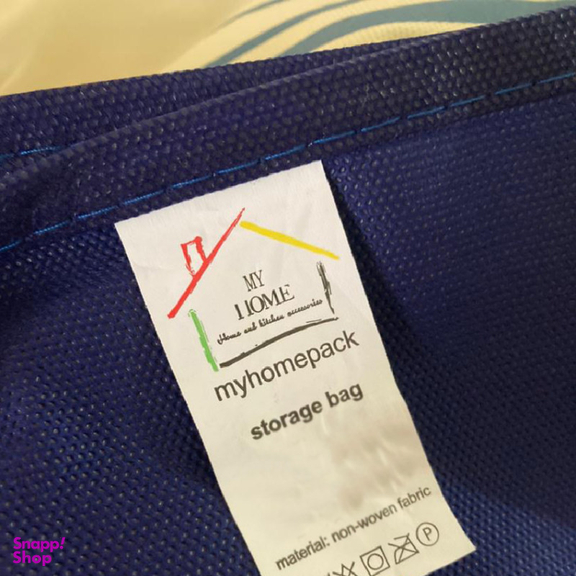 MY
HOME
Home and kitchen accessories
myhomepack
storage bag
material: non-woven fabric
P
Snapp!
Shop